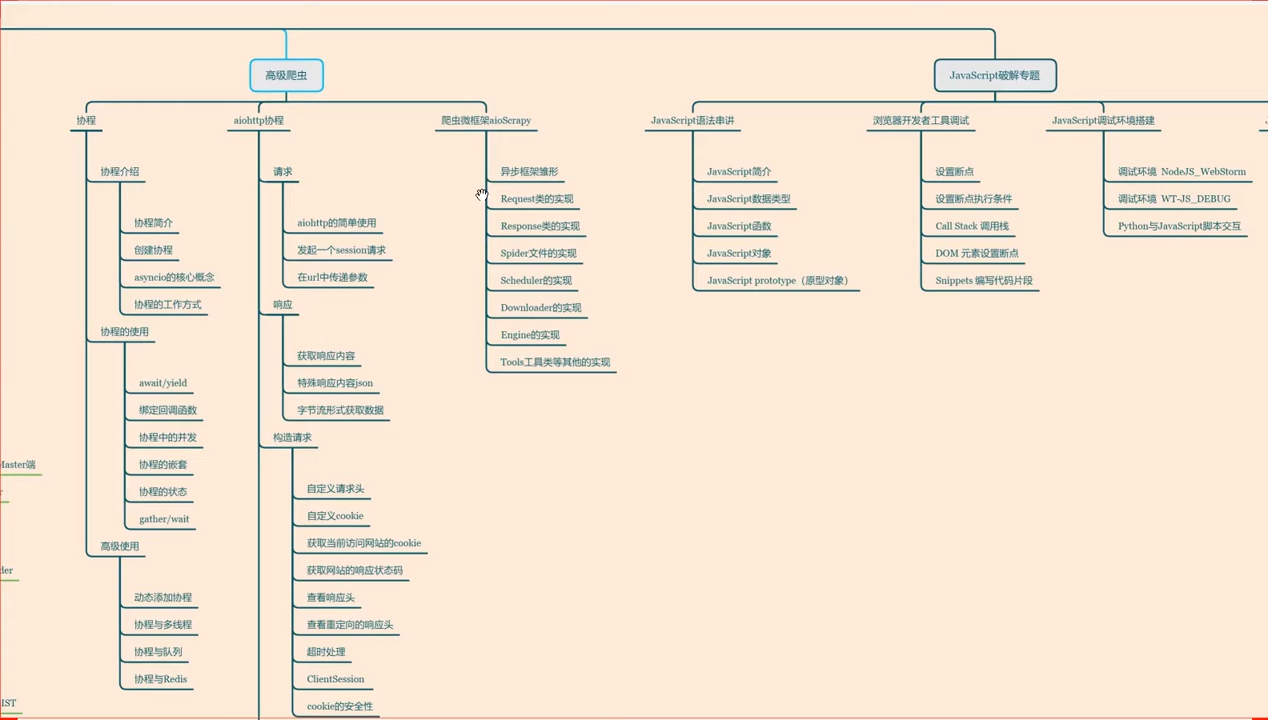 高级爬虫
JavaScript破解专题
协程
aiohttp协程
爬虫微框架aioScrapy
JavaScript语法串讲
浏览器开发者工具调试
JavaScript调试环境搭建
协程介绍
协程简介
创建协程
asyncio的核心概念
协程的工作方式
协程的使用
await/yield
绑定回调函数
协程中的并发
协程的嵌套
协程的状态
gather/wait
高级使用
动态添加协程
协程与多线程
协程与队列
协程与Redis
请求
aiohttp的简单使用
发起一个session请求
在url中传递参数
响应
获取响应内容
特殊响应内容json
字节流形式获取数据
构造请求
自定义请求头
自定义cookie
获取当前访问网站的cookie
获取网站的响应状态码
查看响应头
查看重定向的响应头
超时处理
ClientSession
cookie的安全性
异步框架雏形
Request类的实现
Response类的实现
Spider文件的实现
Scheduler的实现
Downloader的实现
Engine的实现
Tools工具类等其他的实现
JavaScript简介
JavaScript数据类型
JavaScript函数
JavaScript对象
JavaScript prototype（原型对象）
设置断点
设置断点执行条件
Call Stack 调用栈
DOM 元素设置断点
Snippets 编写代码片段
调试环境 NodeJS_WebStorm
调试环境 WT-JS_DEBUG
Python与JavaScript脚本交互